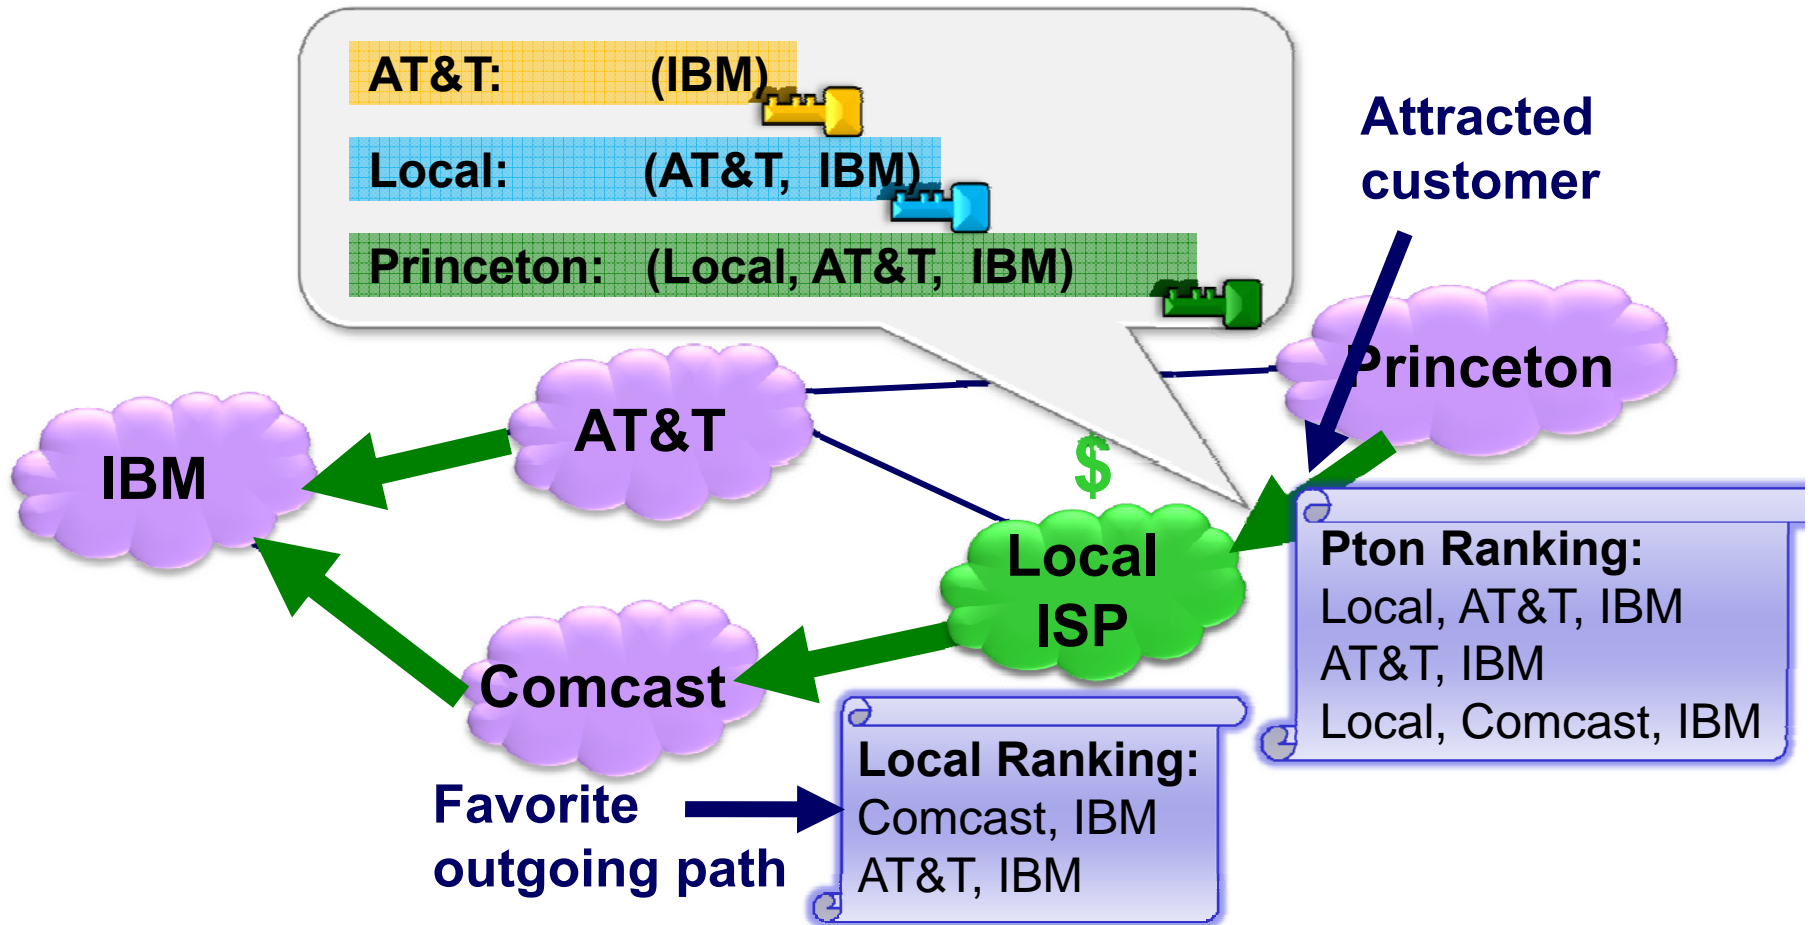 AT&T: (IBM)
Local: (AT&T, IBM)
Princeton: (Local, AT&T, IBM)
Attracted
customer
Princeton
AT&T
IBM
$
Local
ISP
Comcast
Pton Ranking:
Local, AT&T, IBM
AT&T, IBM
Local, Comcast, IBM
Local Ranking:
Comcast, IBM
AT&T, IBM
Favorite
outgoing path